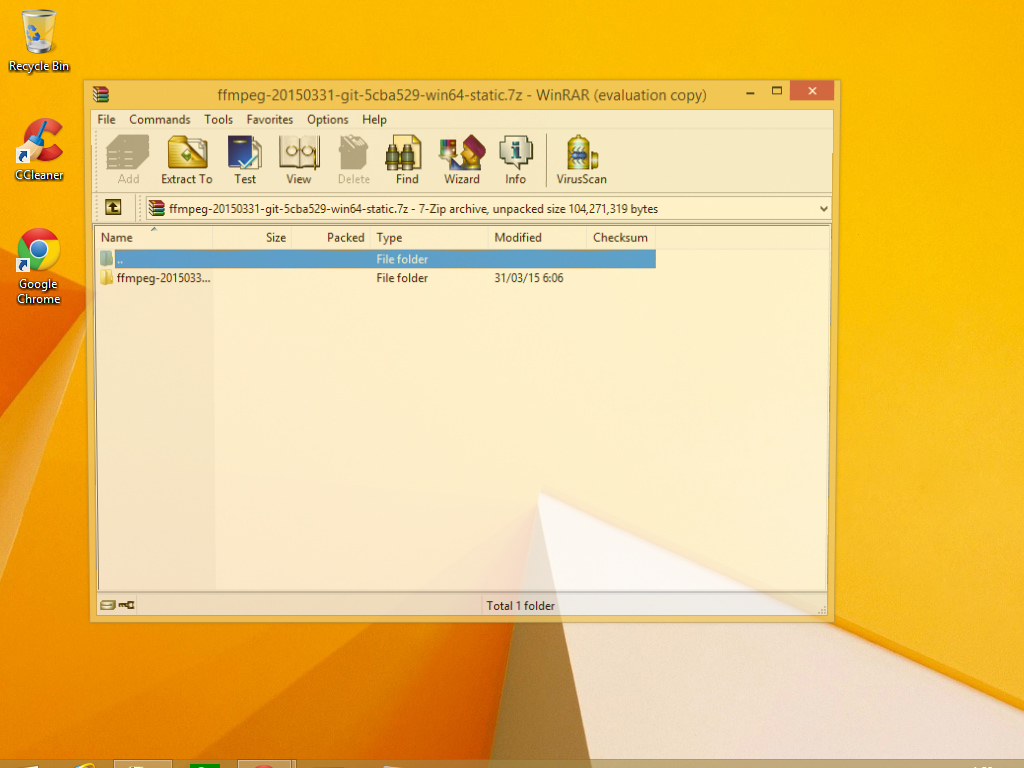 Recycle Bin
CCleaner
Google
Chrome
ffmpeg-20150331-git-5cba529-win64-static.7z - WinRAR (evaluation copy)
File Commands Tools Favorites Options Help
Add Extract To Test View Delete Find Wizard Info VirusScan
ffmpeg-20150331-git-5cba529-win64-static.7z - 7-Zip archive, unpacked size 104,271,319 bytes
Name Size Packed Type Modified Checksum
.. File folder
ffmpeg-2015033... File folder 31/03/15 6:06
Total 1 folder